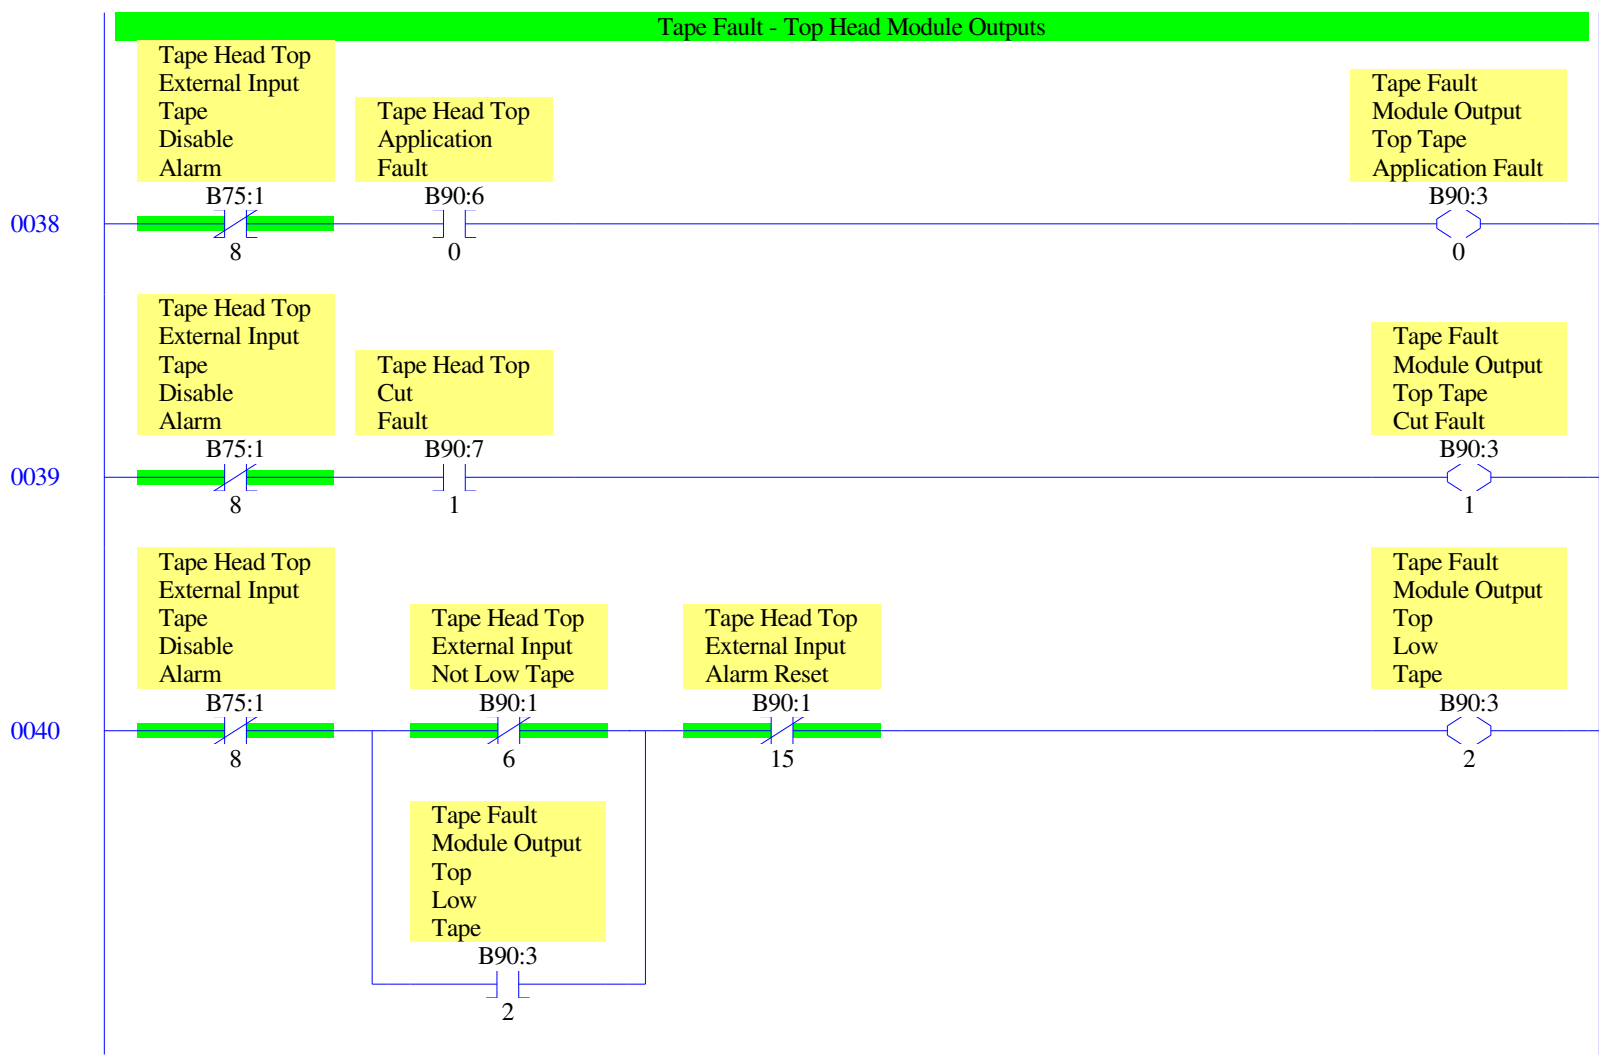 Tape Fault - Top Head Module Outputs
Tape Head Top
External Input
Tape
Disable
Alarm
B75:1
8
Tape Head Top
Application
Fault
B90:6
0
Tape Fault
Module Output
Top Tape
Application Fault
B90:3
0
0038
Tape Head Top
External Input
Tape
Disable
Alarm
B75:1
8
Tape Head Top
Cut
Fault
B90:7
1
Tape Fault
Module Output
Top Tape
Cut Fault
B90:3
1
0039
Tape Head Top
External Input
Tape
Disable
Alarm
B75:1
8
Tape Head Top
External Input
Not Low Tape
B90:1
6
Tape Head Top
External Input
Alarm Reset
B90:1
15
Tape Fault
Module Output
Top
Low
Tape
B90:3
2
0040
Tape Fault
Module Output
Top
Low
Tape
B90:3
2